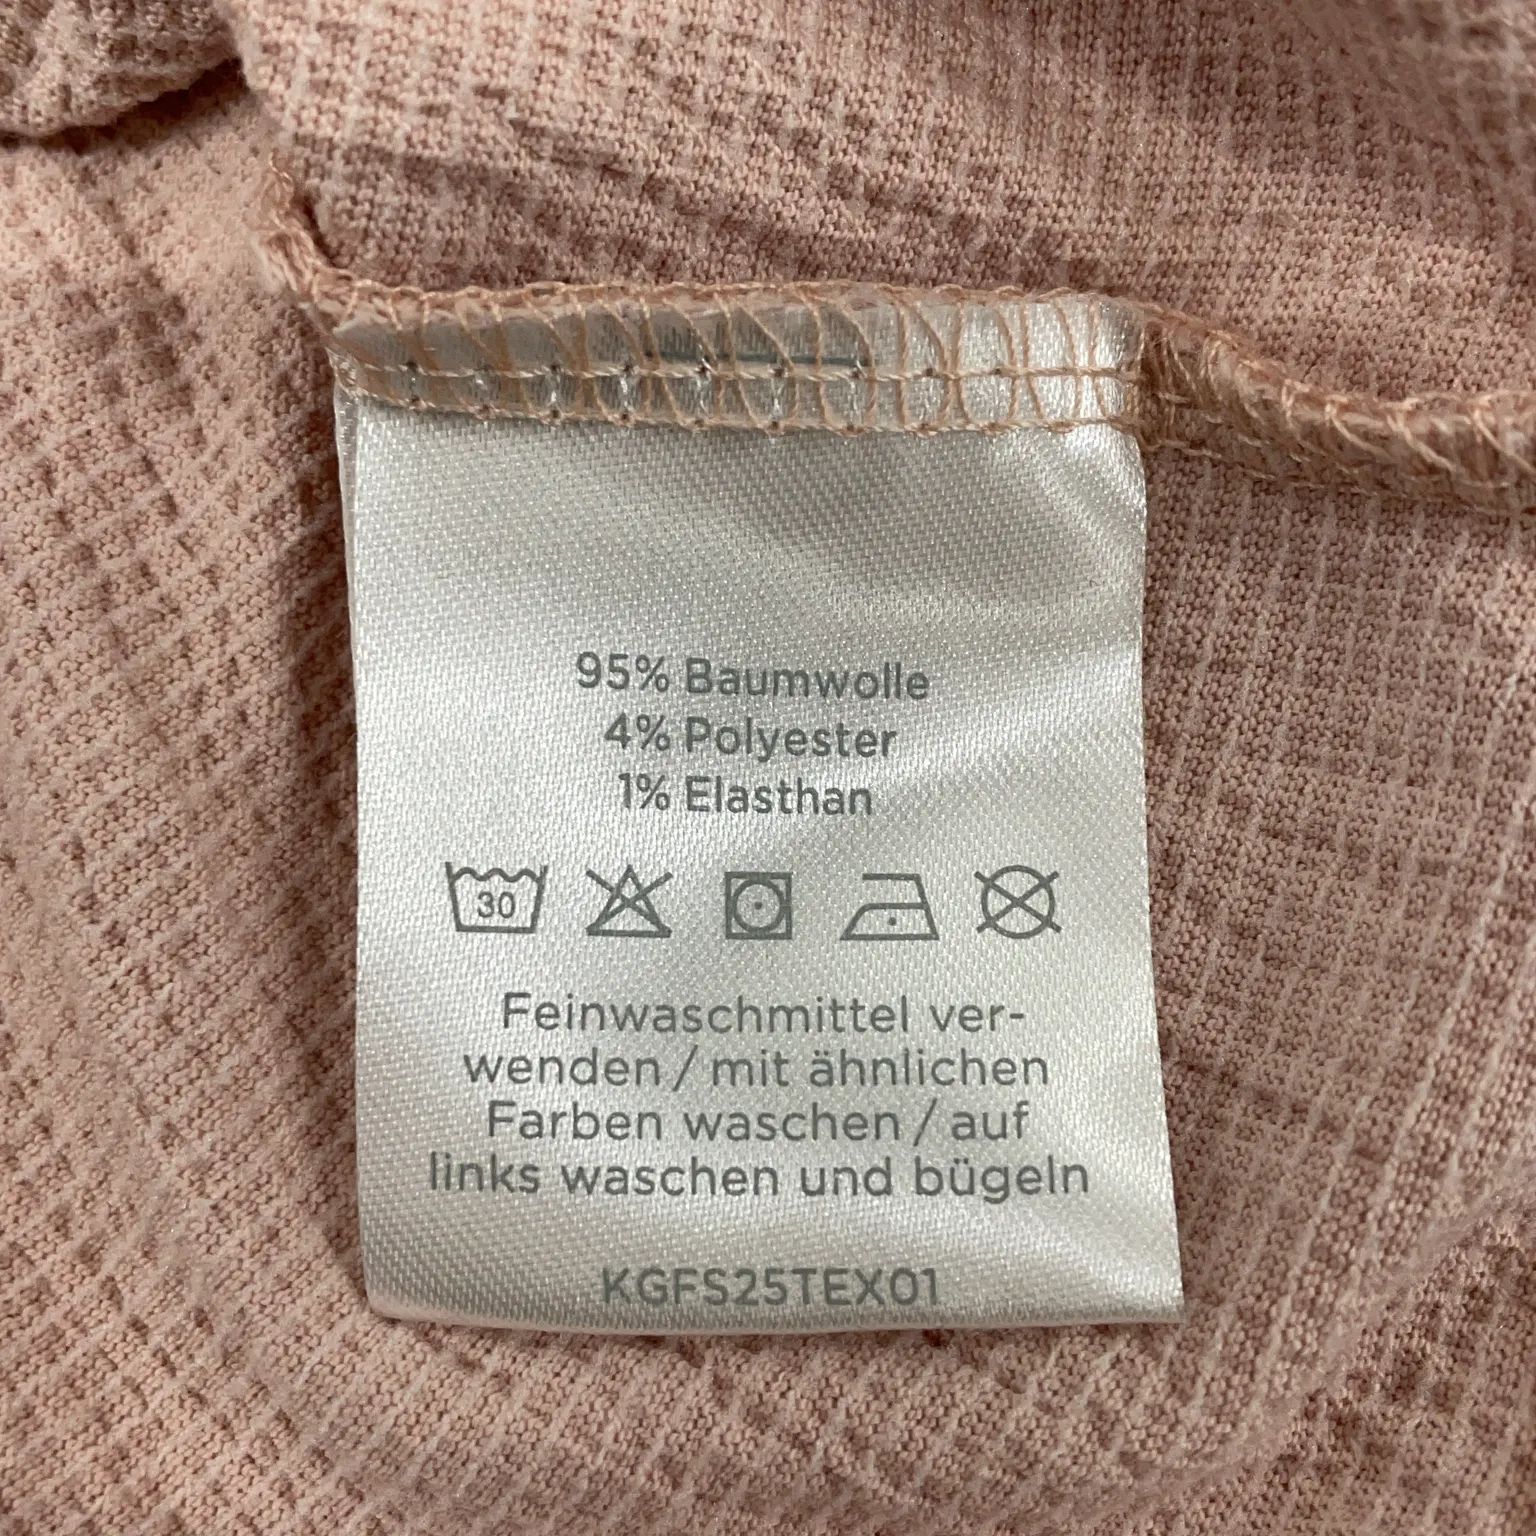 95% Baumwolle
4% Polyester
1% Elasthan
30
Feinwaschmittel ver-
wenden / mit ähnlichen
Farben waschen / auf
links waschen und bügeln
KGFS25TEX01